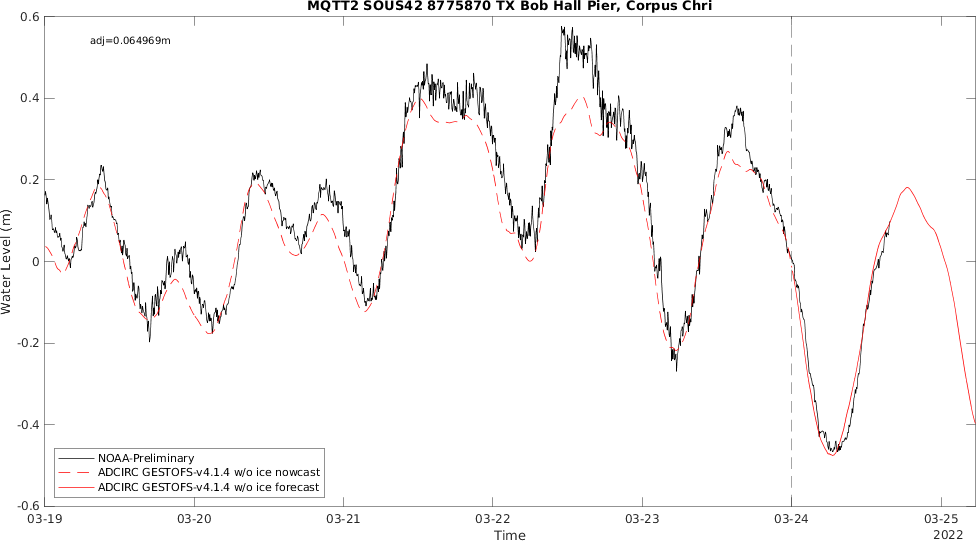 MQTT2 SOUS42 8775870 TX Bob Hall Pier, Corpus Chri
adj=0.064969m
0.6
0.4
0.2
0
-0.2
-0.4
-0.6
Water Level (m)
NOAA-Preliminary
ADCIRC GESTOFS-v4.1.4 w/o ice nowcast
ADCIRC GESTOFS-v4.1.4 w/o ice forecast
03-19 03-20 03-21 03-22 03-23 03-24 03-25
Time
2022